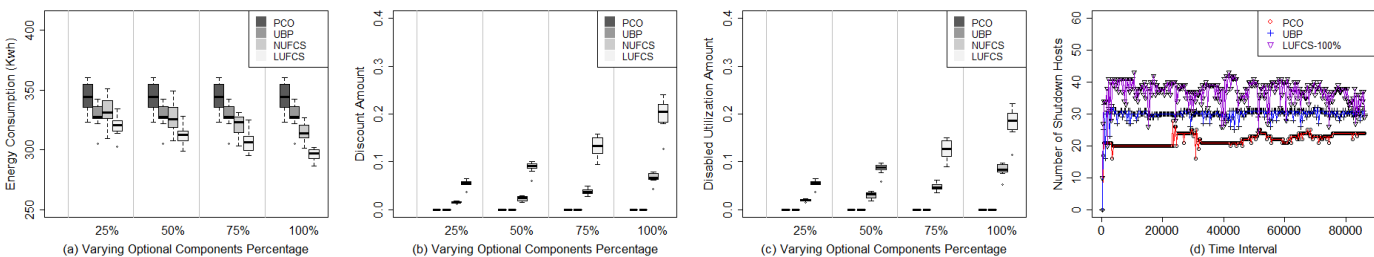 Energy Consumption (Kwh)
250 300 350 400
PCO
UBP
NUFCS
LUFCS
25% 50% 75% 100%
(a) Varying Optional Components Percentage
Discount Amount
0.0 0.1 0.2 0.3 0.4
PCO
UBP
NUFCS
LUFCS
25% 50% 75% 100%
(b) Varying Optional Components Percentage
Disabled Utilization Amount
0.0 0.1 0.2 0.3 0.4
PCO
UBP
NUFCS
LUFCS
25% 50% 75% 100%
(c) Varying Optional Components Percentage
Number of Shutdown Hosts
0 10 20 30 40 50 60
PCO
UBP
LUFCS-100%
0 20000 40000 60000 80000
(d) Time Interval